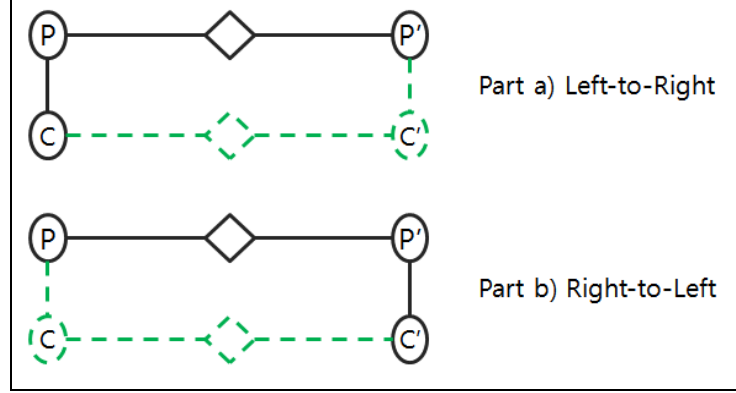 P P′
Part a) Left-to-Right
C C′
P P′
Part b) Right-to-Left
C C′